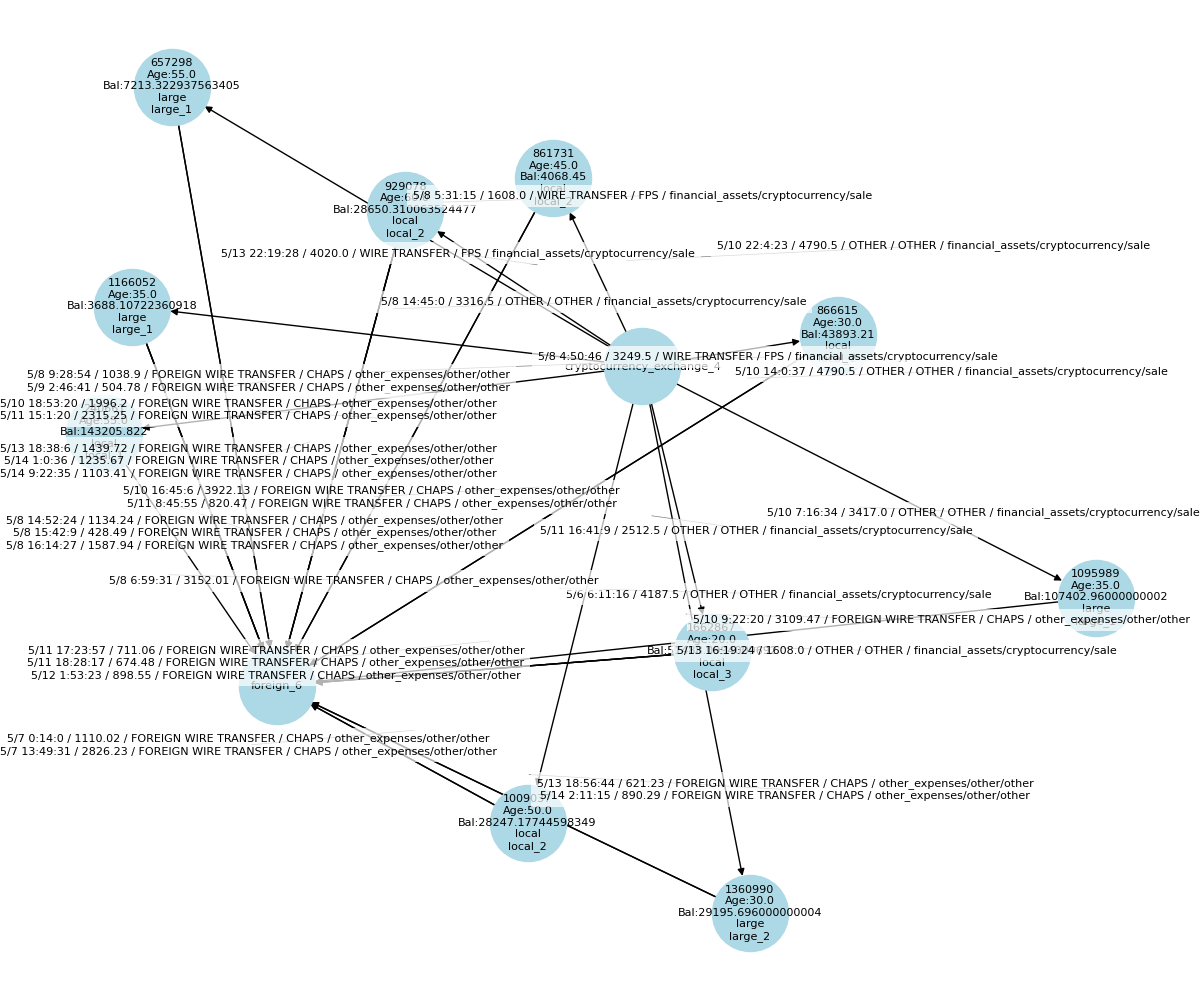 657298
Age:55.0
Bal:7213.322937563405
large
large_1
861731
Age:45.0
Bal:4068.45
local
local_2
929078
Bal:28650.310063524477
local
local_2
5/8 5:31:15 / 1608.0 / WIRE TRANSFER / FPS / financial_assets/cryptocurrency/sale
5/10 22:4:23 / 4790.5 / OTHER / OTHER / financial_assets/cryptocurrency/sale
5/13 22:19:28 / 4020.0 / WIRE TRANSFER / FPS / financial_assets/cryptocurrency/sale
1166052
Age:35.0
Bal:3688.10722360918
large
large_1
5/8 14:45:0 / 3316.5 / OTHER / OTHER / financial_assets/cryptocurrency/sale
866615
Age:30.0
Bal:43893.21
local
5/8 4:50:46 / 3249.5 / WIRE TRANSFER / FPS / financial_assets/cryptocurrency/sale
cryptocurrency_exchange_4
5/10 14:0:37 / 4790.5 / OTHER / OTHER / financial_assets/cryptocurrency/sale
5/8 9:28:54 / 1038.9 / FOREIGN WIRE TRANSFER / CHAPS / other_expenses/other/other
5/9 2:46:41 / 504.78 / FOREIGN WIRE TRANSFER / CHAPS / other_expenses/other/other
5/10 18:53:20 / 1996.2 / FOREIGN WIRE TRANSFER / CHAPS / other_expenses/other/other
5/11 15:1:20 / 2315.25 / FOREIGN WIRE TRANSFER / CHAPS / other_expenses/other/other
Bal:143205.822
local
5/13 18:38:6 / 1439.72 / FOREIGN WIRE TRANSFER / CHAPS / other_expenses/other/other
5/14 1:0:36 / 1235.67 / FOREIGN WIRE TRANSFER / CHAPS / other_expenses/other/other
5/14 9:22:35 / 1103.41 / FOREIGN WIRE TRANSFER / CHAPS / other_expenses/other/other
5/10 16:45:6 / 3922.13 / FOREIGN WIRE TRANSFER / CHAPS / other_expenses/other/other
5/11 8:45:55 / 820.47 / FOREIGN WIRE TRANSFER / CHAPS / other_expenses/other/other
5/10 7:16:34 / 3417.0 / OTHER / OTHER / financial_assets/cryptocurrency/sale
5/8 14:52:24 / 1134.24 / FOREIGN WIRE TRANSFER / CHAPS / other_expenses/other/other
5/8 15:42:9 / 428.49 / FOREIGN WIRE TRANSFER / CHAPS / other_expenses/other/other
5/8 16:14:27 / 1587.94 / FOREIGN WIRE TRANSFER / CHAPS / other_expenses/other/other
5/11 16:41:9 / 2512.5 / OTHER / OTHER / financial_assets/cryptocurrency/sale
5/8 6:59:31 / 3152.01 / FOREIGN WIRE TRANSFER / CHAPS / other_expenses/other/other
5/6 6:11:16 / 4187.5 / OTHER / OTHER / financial_assets/cryptocurrency/sale
1095989
Age:35.0
Bal:107402.96000000002
large
5/10 9:22:20 / 3109.47 / FOREIGN WIRE TRANSFER / CHAPS / other_expenses/other/other
1662867
Age:20.0
5/13 16:19:24 / 1608.0 / OTHER / OTHER / financial_assets/cryptocurrency/sale
local
local_3
5/11 17:23:57 / 711.06 / FOREIGN WIRE TRANSFER / CHAPS / other_expenses/other/other
5/11 18:28:17 / 674.48 / FOREIGN WIRE TRANSFER / CHAPS / other_expenses/other/other
5/12 1:53:23 / 898.55 / FOREIGN WIRE TRANSFER / CHAPS / other_expenses/other/other
foreign_6
5/7 0:14:0 / 1110.02 / FOREIGN WIRE TRANSFER / CHAPS / other_expenses/other/other
5/7 13:49:31 / 2826.23 / FOREIGN WIRE TRANSFER / CHAPS / other_expenses/other/other
5/13 18:56:44 / 621.23 / FOREIGN WIRE TRANSFER / CHAPS / other_expenses/other/other
5/14 2:11:15 / 890.29 / FOREIGN WIRE TRANSFER / CHAPS / other_expenses/other/other
Age:50.0
Bal:28247.17744598349
local
local_2
1360990
Age:30.0
Bal:29195.696000000004
large
large_2